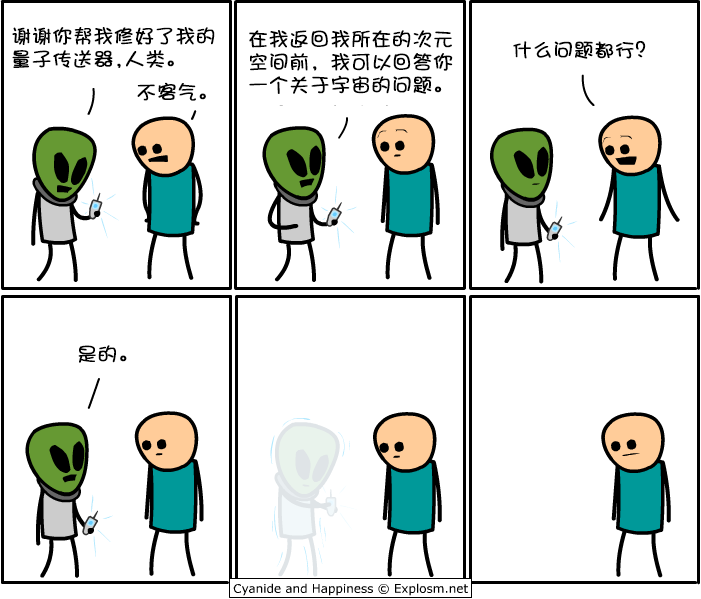 谢谢你帮我修好了我的
量子传送器,人类。
不客气。
在我返回我所在的次元
空间前，我可以回答你
一个关于宇宙的问题。
什么问题都行?
是的。
Cyanide and Happiness © Explosm.net